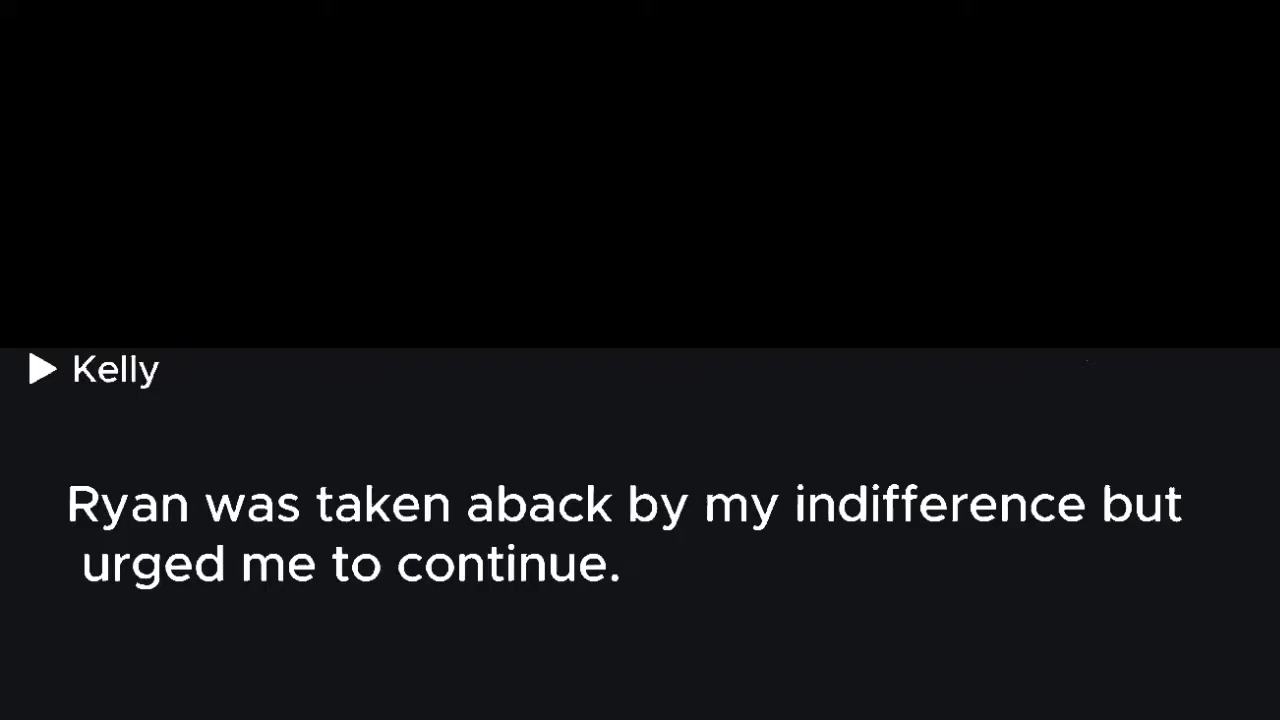 Kelly
Ryan was taken aback by my indifference but
urged me to continue.